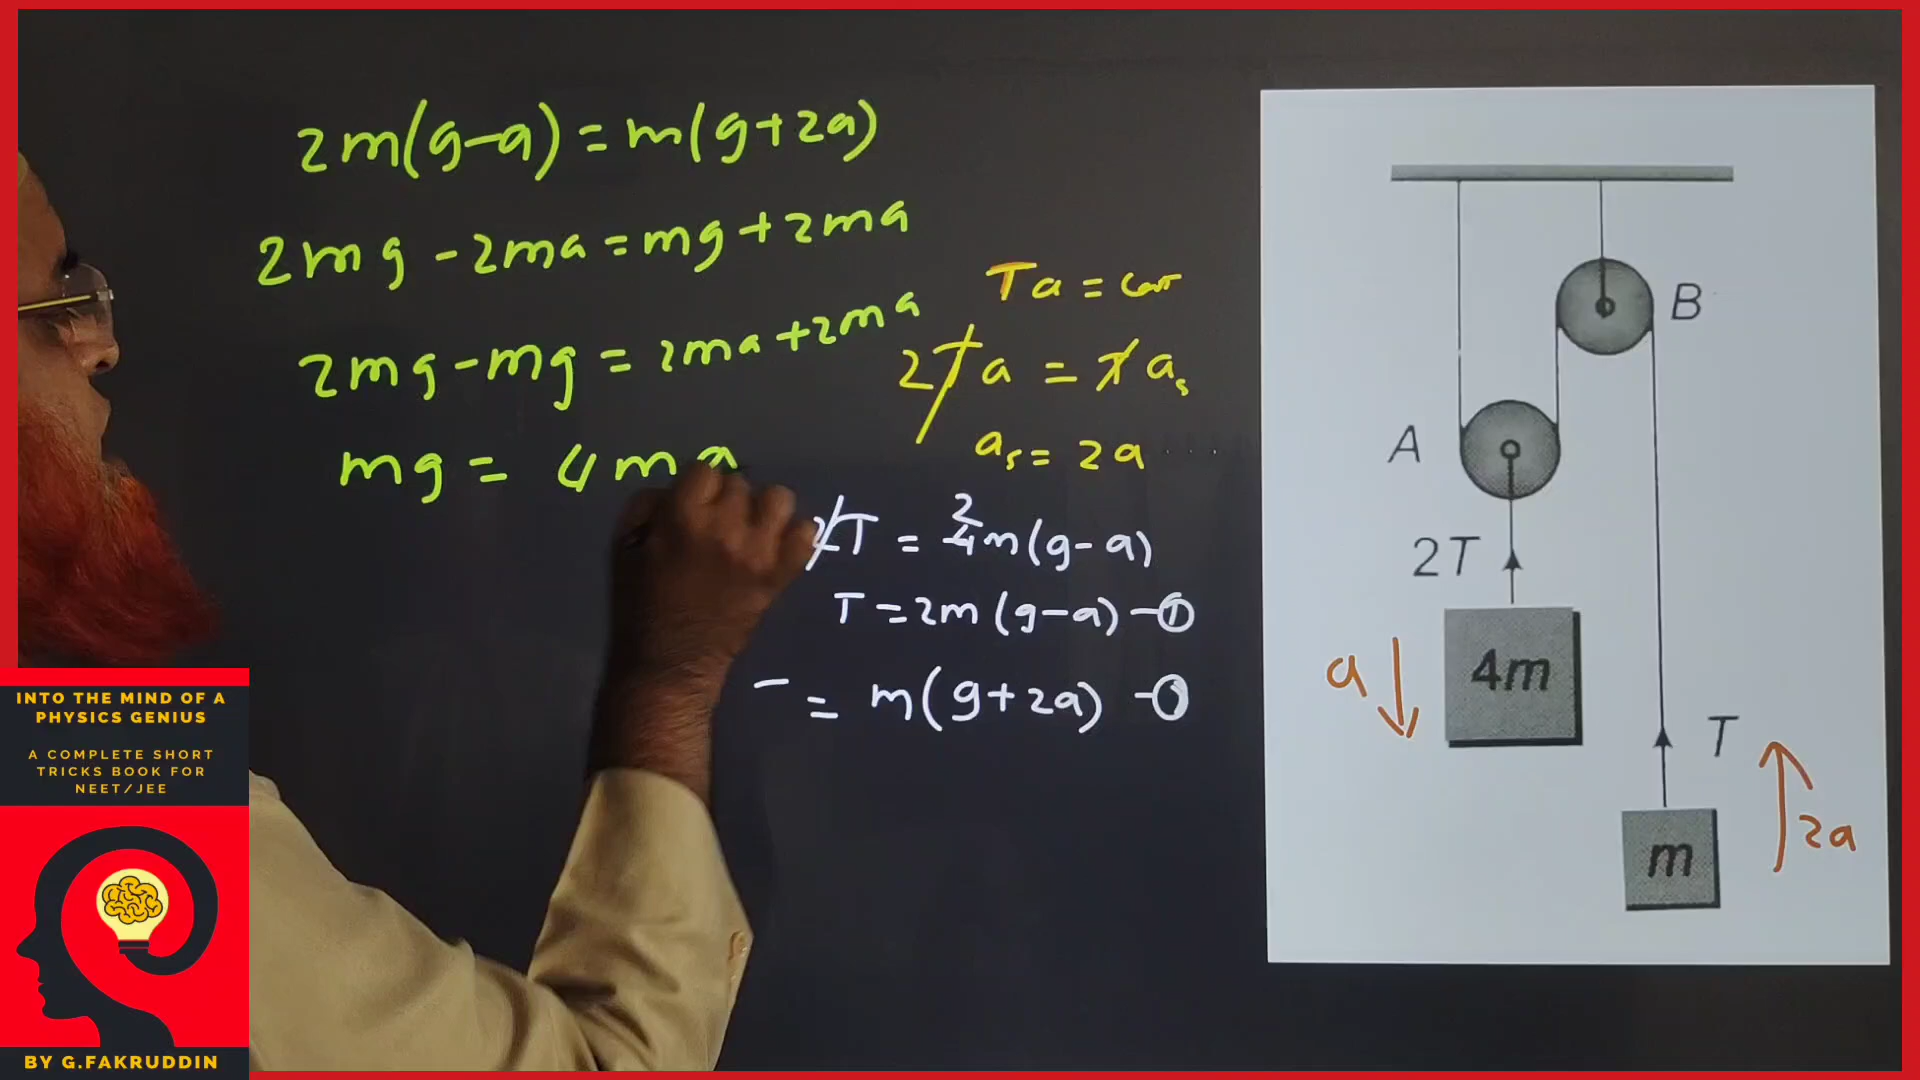 2m(g-a) = m(g+2a)
2mg - 2ma = mg + 2ma
2mg - mg = 2ma + 2ma
mg = 4ma
Ta =
2Ta = Ta_s
a_s = 2a
2T = 4m(g-a)
2
T = 2m(g-a) - ①
= m(g+2a) -
A
B
2T
a
4m
T
2a
m
INTO THE MIND OF A
PHYSICS GENIUS
A COMPLETE SHORT
TRICKS BOOK FOR
NEET/JEE
BY G.FAKRUDDIN